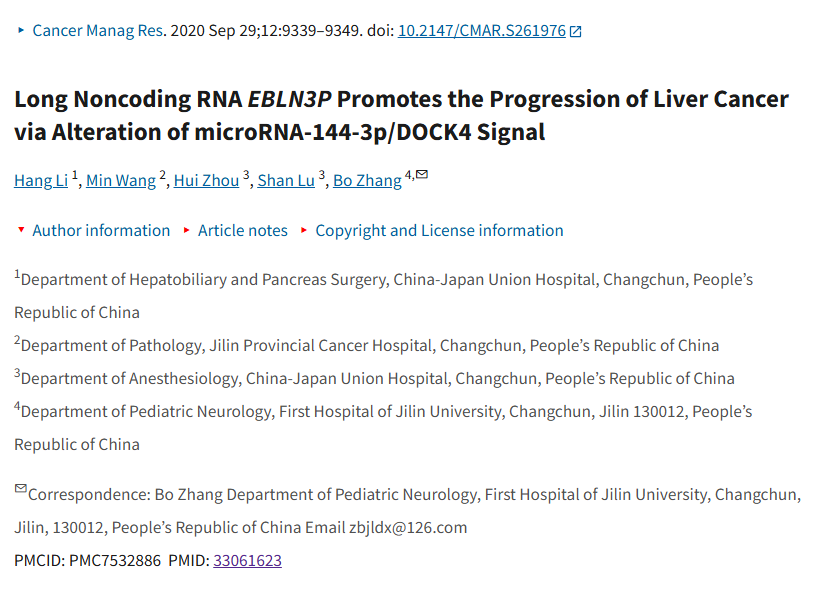 Cancer Manag Res. 2020 Sep 29;12:9339–9349. doi: 10.2147/CMAR.S261976
Long Noncoding RNA EBLN3P Promotes the Progression of Liver Cancer
via Alteration of microRNA-144-3p/DOCK4 Signal
Hang Li 1, Min Wang 2, Hui Zhou 3, Shan Lu 3, Bo Zhang 4,✉
Author information Article notes Copyright and License information
1Department of Hepatobiliary and Pancreas Surgery, China-Japan Union Hospital, Changchun, People’s
Republic of China
2Department of Pathology, Jilin Provincial Cancer Hospital, Changchun, People’s Republic of China
3Department of Anesthesiology, China-Japan Union Hospital, Changchun, People’s Republic of China
4Department of Pediatric Neurology, First Hospital of Jilin University, Changchun, Jilin 130012, People’s
Republic of China
✉Correspondence: Bo Zhang Department of Pediatric Neurology, First Hospital of Jilin University, Changchun,
Jilin, 130012, People’s Republic of China Email zbjldx@126.com
PMCID: PMC7532886 PMID: 33061623